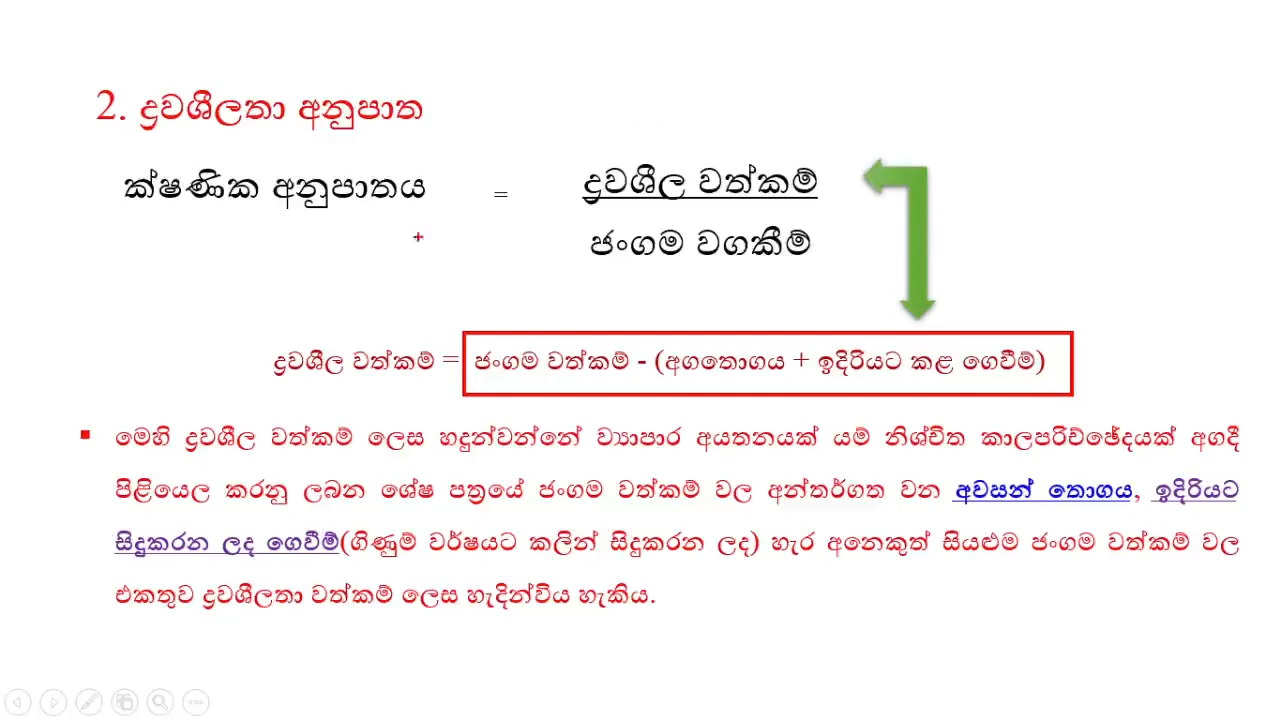 2. ද්‍රවශීලතා අනුපාත
ක්ෂණික අනුපාතය = ද්‍රවශීල වත්කම්
ජංගම වගකීම්
ද්‍රවශීල වත්කම් = ජංගම වත්කම් - (අගතොගය + ඉදිරියට කළ ගෙවීම්)
▪ මෙහි ද්‍රවශීල වත්කම් ලෙස හදුන්වන්නේ ව්‍යාපාර අයතනයක් යම් නිශ්චිත කාලපරිච්ඡේදයක් අගදී
පිළියෙල කරනු ලබන ශේෂ පත්‍රයේ ජංගම වත්කම් වල අන්තර්ගත වන අවසන් තොගය, ඉදිරියට
සිදුකරන ලද ගෙවීම්(ගිණුම් වර්ෂයට කලින් සිදුකරන ලද) හැර අනෙකුත් සියළුම ජංගම වත්කම් වල
එකතුව ද්‍රවශීලතා වත්කම් ලෙස හැදින්විය හැකිය.